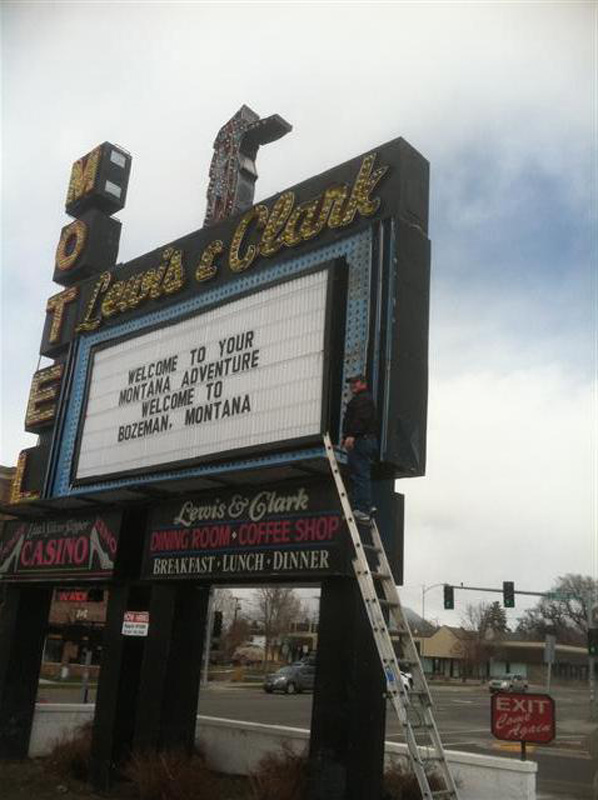 MOTEL
Lewis & Clark
WELCOME TO YOUR
MONTANA ADVENTURE
WELCOME TO
BOZEMAN, MONTANA
Lewis & Clark
DINING ROOM • COFFEE SHOP
BREAKFAST • LUNCH • DINNER
CASINO
EXIT
Come
Again